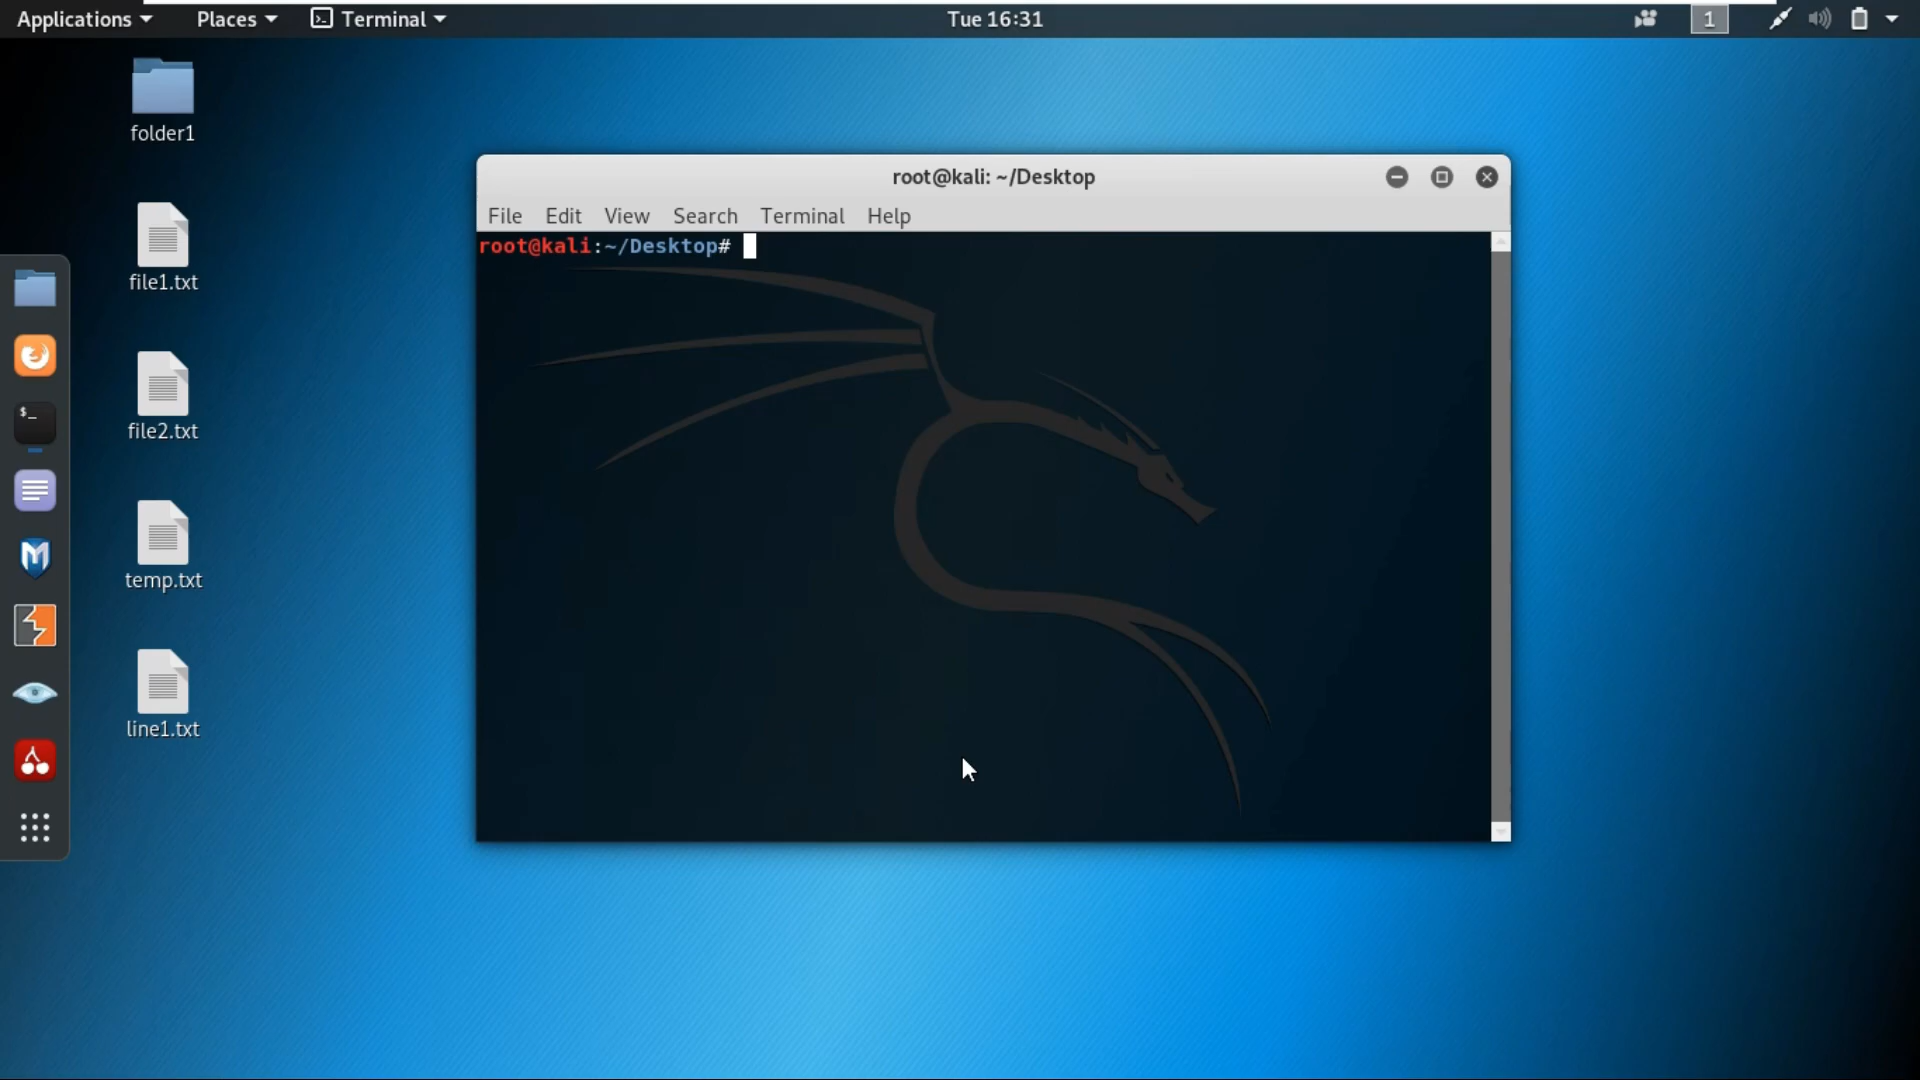 Applications Places Terminal Tue 16:31 1
folder1
file1.txt
file2.txt
temp.txt
line1.txt
$_
root@kali: ~/Desktop
File Edit View Search Terminal Help
root@kali:~/Desktop#